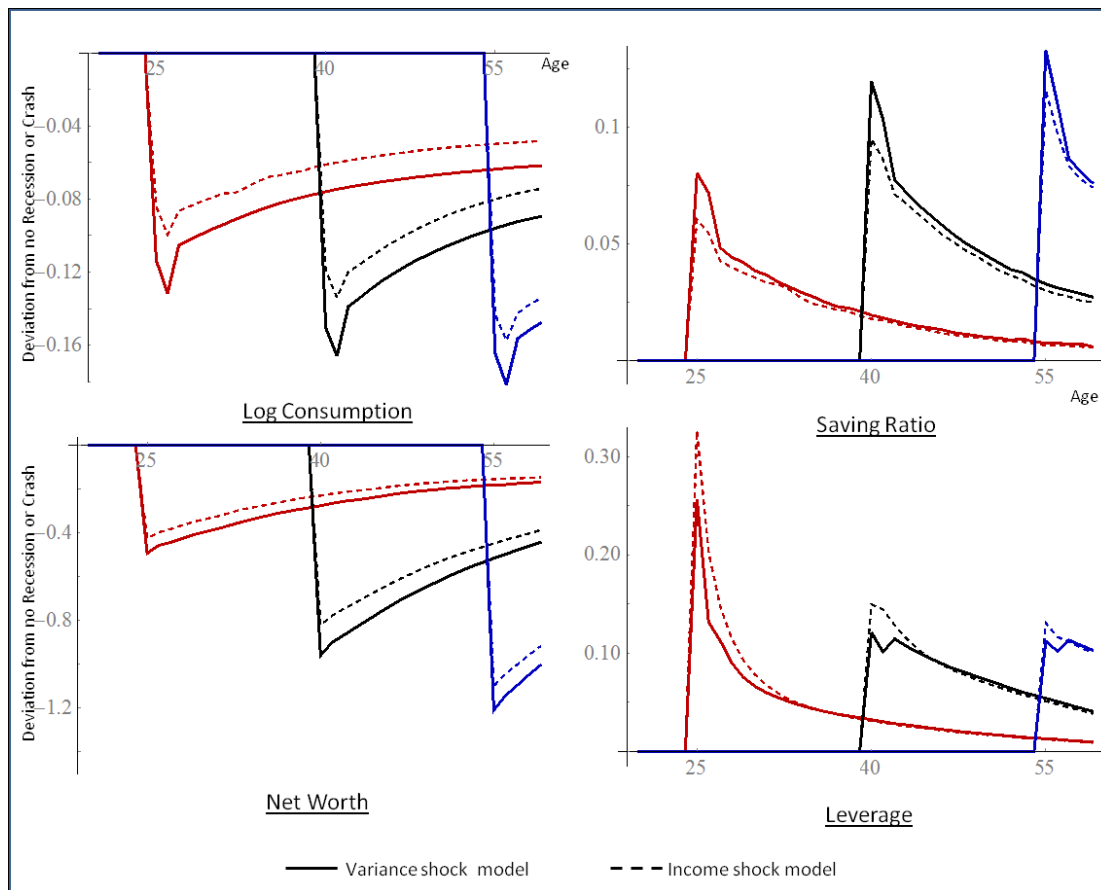 Deviation from no Recession or Crash
25
40
55
Age
−0.04
−0.08
−0.12
−0.16
Log Consumption
0.1
0.05
25
40
55
Age
Saving Ratio
Deviation from no Recession or Crash
25
40
55
−0.4
−0.8
−1.2
Net Worth
0.30
0.20
0.10
25
40
55
Leverage
Variance shock model
Income shock model